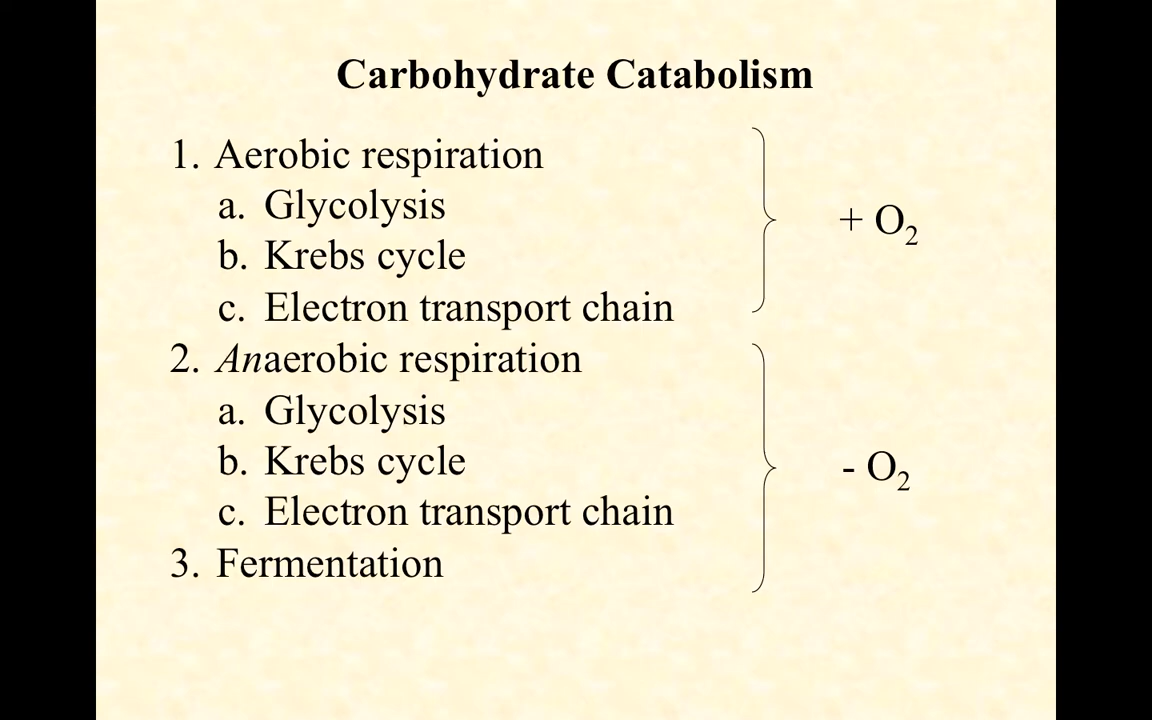 Carbohydrate Catabolism
1. Aerobic respiration
a. Glycolysis
b. Krebs cycle
c. Electron transport chain
+ O₂
2. Anaerobic respiration
a. Glycolysis
b. Krebs cycle
c. Electron transport chain
3. Fermentation
- O₂